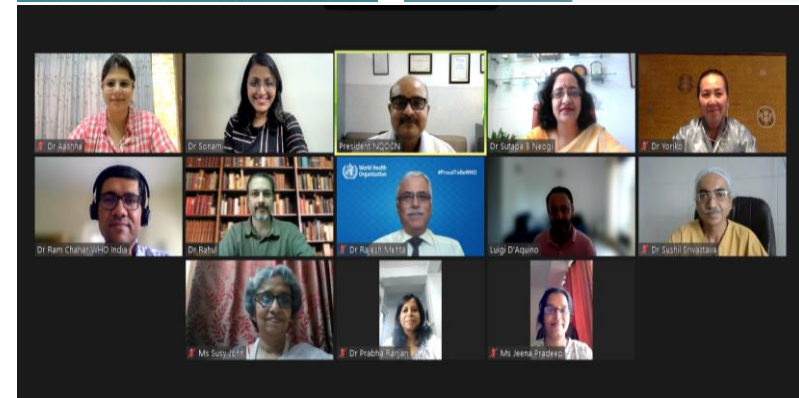 Dr Aashna
Dr Sonam
President NQOCN
Dr Sutapa B Neogi
Dr Yoriko
Dr Ram Chahar WHO India
Dr. Rahul
World Health
Organization
#ProudToBeWHO
Dr Rajesh Mehta
Luigi D'Aquino
Dr Sushil Srivastava
Ms Susy John
Dr Prabha Ranjan
Ms Jeena Pradeep